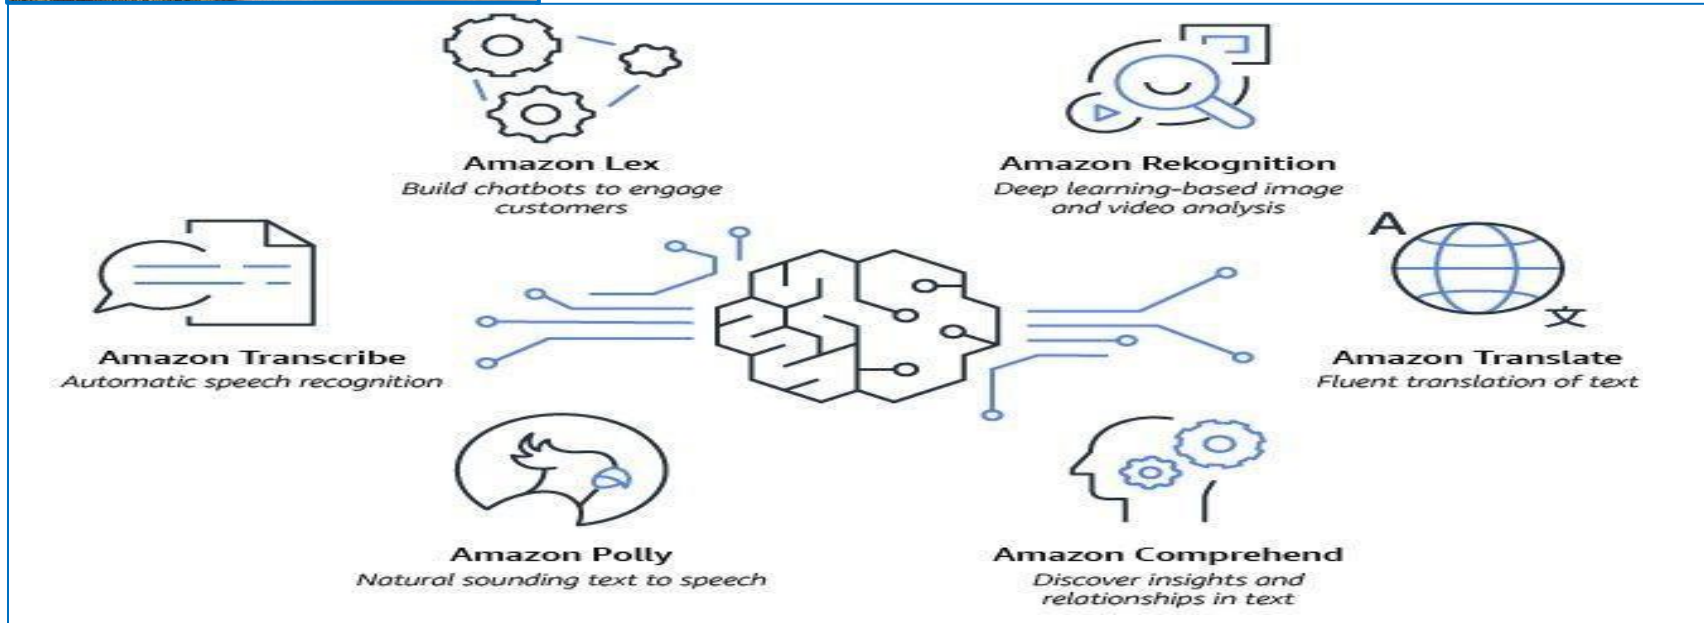 Amazon Lex
Build chatbots to engage
customers
Amazon Rekognition
Deep learning-based image
and video analysis
A
文
Amazon Transcribe
Automatic speech recognition
Amazon Translate
Fluent translation of text
Amazon Polly
Natural sounding text to speech
Amazon Comprehend
Discover insights and
relationships in text